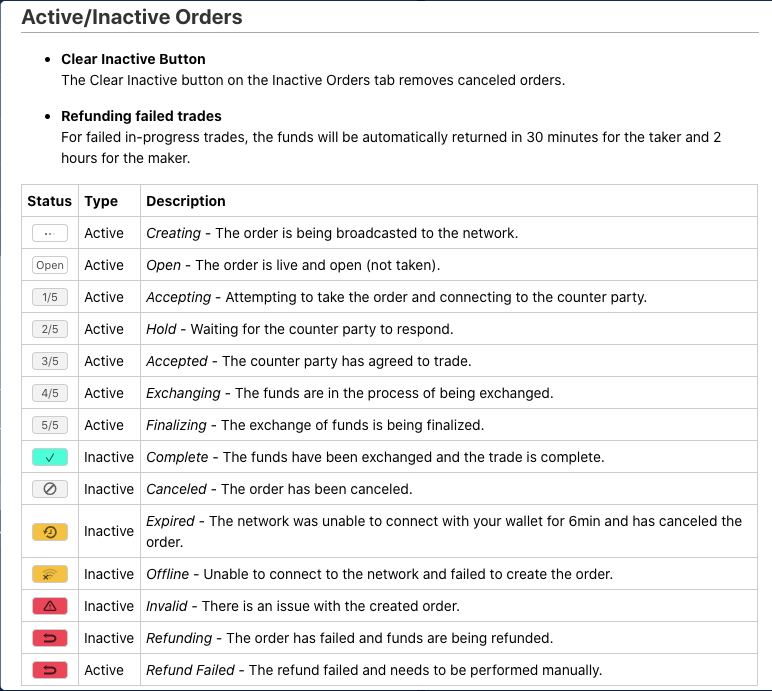 Active/Inactive Orders
• Clear Inactive Button
The Clear Inactive button on the Inactive Orders tab removes canceled orders.
• Refunding failed trades
For failed in-progress trades, the funds will be automatically returned in 30 minutes for the taker and 2
hours for the maker.
Status Type Description
Active Creating - The order is being broadcasted to the network.
Open Active Open - The order is live and open (not taken).
1/5 Active Accepting - Attempting to take the order and connecting to the counter party.
2/5 Active Hold - Waiting for the counter party to respond.
3/5 Active Accepted - The counter party has agreed to trade.
4/5 Active Exchanging - The funds are in the process of being exchanged.
5/5 Active Finalizing - The exchange of funds is being finalized.
Inactive Complete - The funds have been exchanged and the trade is complete.
Inactive Canceled - The order has been canceled.
Inactive Expired - The network was unable to connect with your wallet for 6min and has canceled the
order.
Inactive Offline - Unable to connect to the network and failed to create the order.
Inactive Invalid - There is an issue with the created order.
Inactive Refunding - The order has failed and funds are being refunded.
Active Refund Failed - The refund failed and needs to be performed manually.